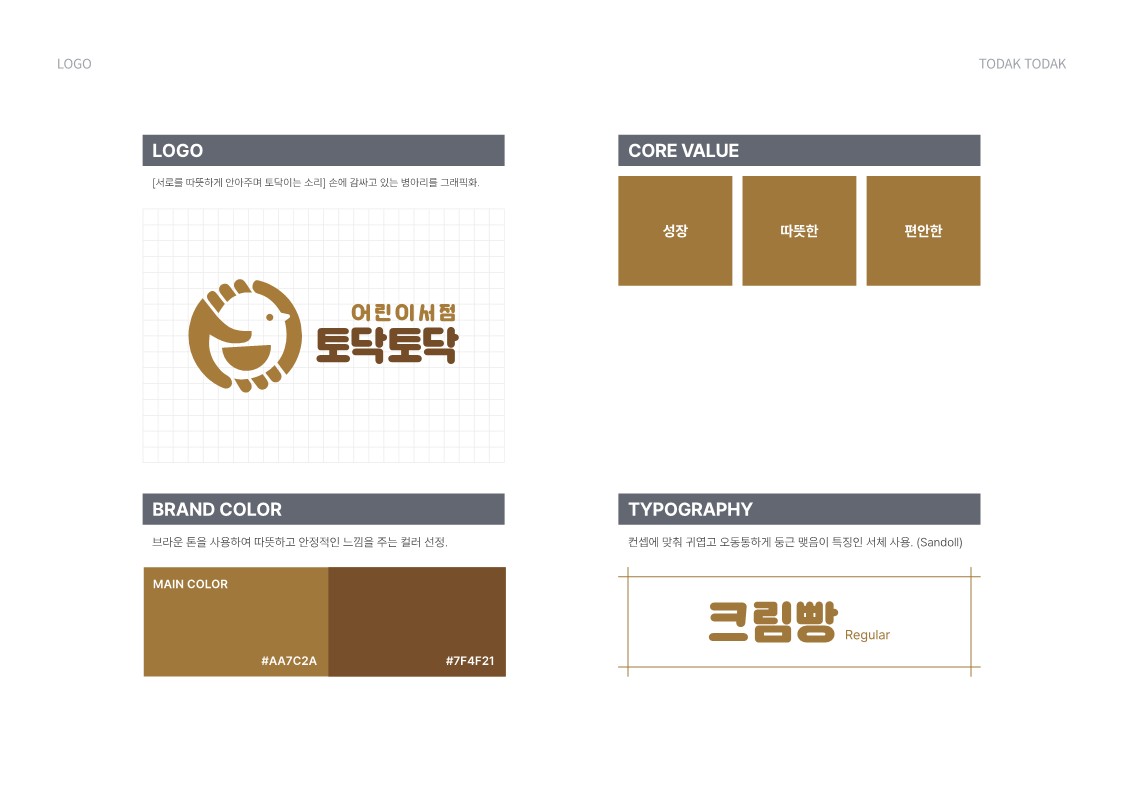 LOGO
TODAK TODAK
LOGO
[서로를 따뜻하게 안아주며 토닥이는 소리] 손에 감싸고 있는 병아리를 그래픽화.
어린이서점
토닥토닥
CORE VALUE
성장
따뜻한
편안한
BRAND COLOR
브라운 톤을 사용하여 따뜻하고 안정적인 느낌을 주는 컬러 선정.
MAIN COLOR
#AA7C2A
#7F4F21
TYPOGRAPHY
컨셉에 맞춰 귀엽고 오동통하게 둥근 맺음이 특징인 서체 사용. (Sandoll)
크림빵 Regular